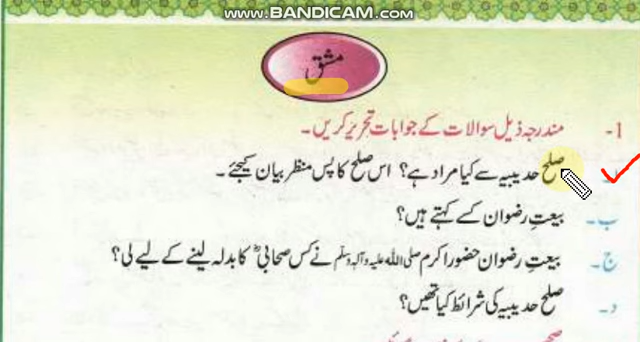 WWW.BANDICAM.COM
مشق
1- مندرجہ ذیل سوالات کے جوابات تحریر کریں۔
صلح حدیبیہ سے کیا مراد ہے؟ اس صلح کا پس منظر بیان کیجئے۔
ب۔ بیعتِ رضوان کسے کہتے ہیں؟
ج۔ بیعتِ رضوان حضور اکرم صلی اللہ علیہ وآلہٖ وسلم نے کس صحابیؓ کا بدلہ لینے کے لیے لی؟
د۔ صلح حدیبیہ کی شرائط کیا تھیں؟